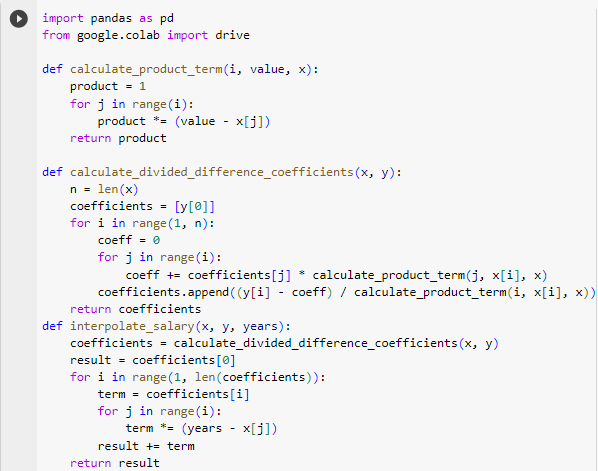 import pandas as pd
from google.colab import drive

def calculate_product_term(i, value, x):
    product = 1
    for j in range(i):
        product *= (value - x[j])
    return product

def calculate_divided_difference_coefficients(x, y):
    n = len(x)
    coefficients = [y[0]]
    for i in range(1, n):
        coeff = 0
        for j in range(i):
            coeff += coefficients[j] * calculate_product_term(j, x[i], x)
        coefficients.append((y[i] - coeff) / calculate_product_term(i, x[i], x))
    return coefficients
def interpolate_salary(x, y, years):
    coefficients = calculate_divided_difference_coefficients(x, y)
    result = coefficients[0]
    for i in range(1, len(coefficients)):
        term = coefficients[i]
        for j in range(i):
            term *= (years - x[j])
        result += term
    return result